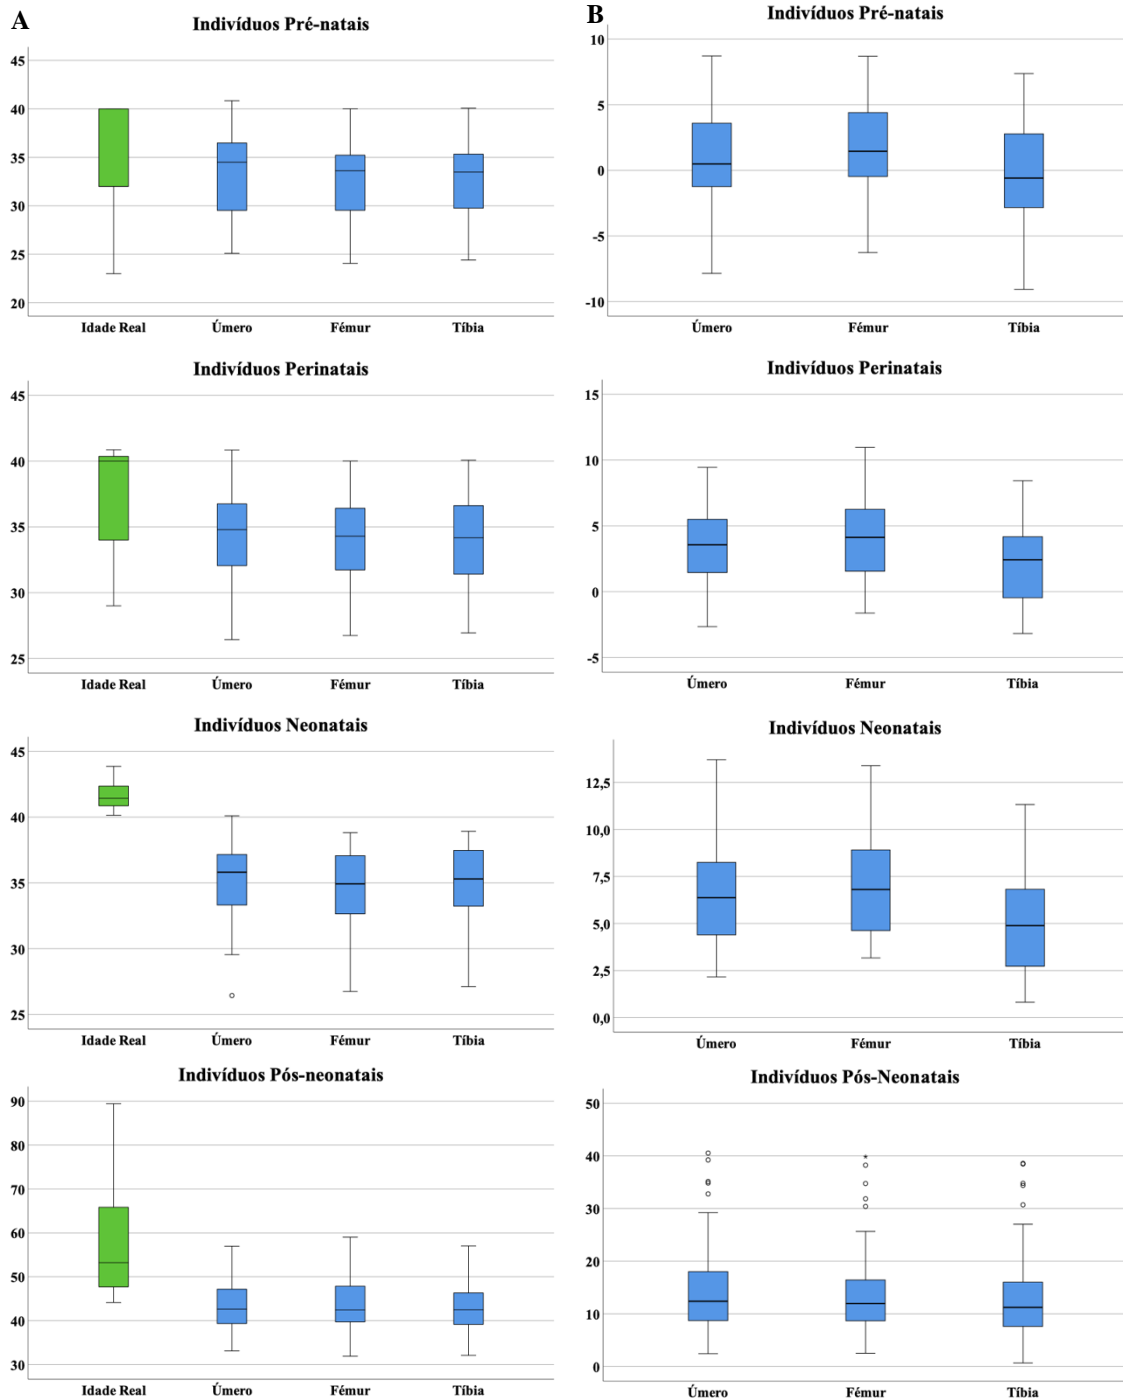 A
Indivíduos Pré-natais
45
40
35
30
25
20
Idade Real Úmero Fémur Tíbia
Indivíduos Perinatais
45
40
35
30
25
Idade Real Úmero Fémur Tíbia
Indivíduos Neonatais
45
40
35
30
25
Idade Real Úmero Fémur Tíbia
Indivíduos Pós-neonatais
90
80
70
60
50
40
30
Idade Real Úmero Fémur Tíbia
B
Indivíduos Pré-natais
10
5
0
-5
-10
Úmero Fémur Tíbia
Indivíduos Perinatais
15
10
5
0
-5
Úmero Fémur Tíbia
Indivíduos Neonatais
12,5
10,0
7,5
5,0
2,5
0,0
Úmero Fémur Tíbia
Indivíduos Pós-Neonatais
50
40
30
20
10
0
Úmero Fémur Tíbia